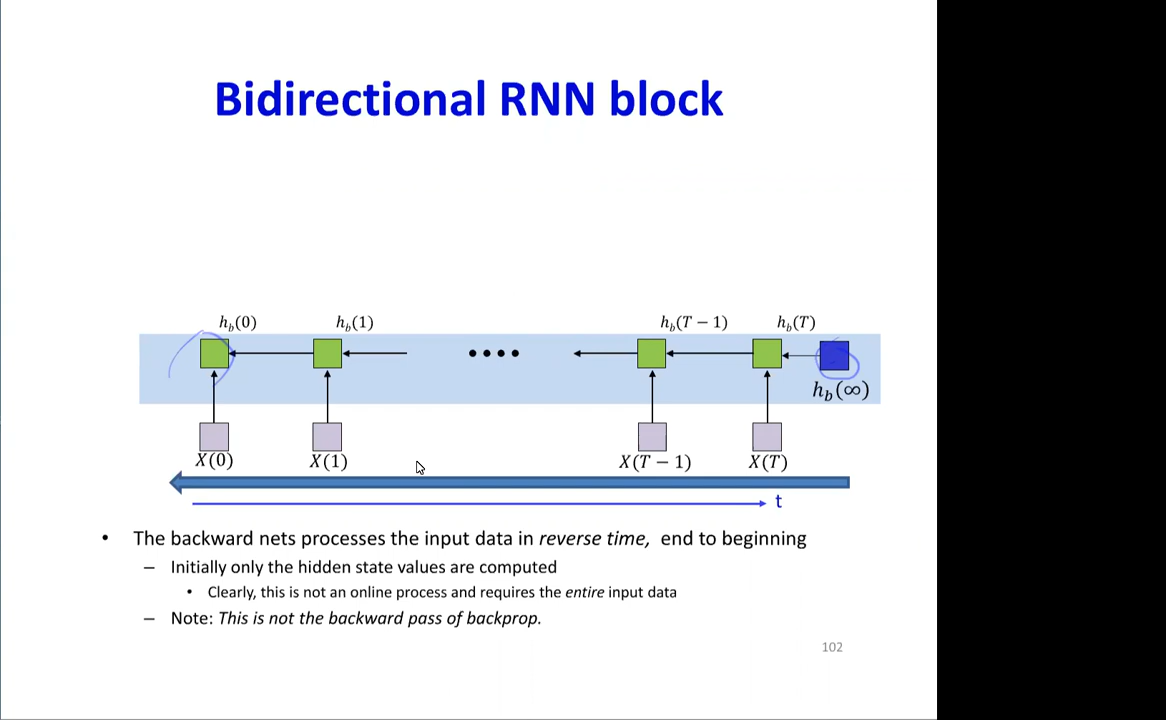 Bidirectional RNN block
h_b(0) h_b(1) h_b(T − 1) h_b(T)
h_b(∞)
X(0) X(1) X(T − 1) X(T)
t
• The backward nets processes the input data in reverse time, end to beginning
– Initially only the hidden state values are computed
• Clearly, this is not an online process and requires the entire input data
– Note: This is not the backward pass of backprop.
102